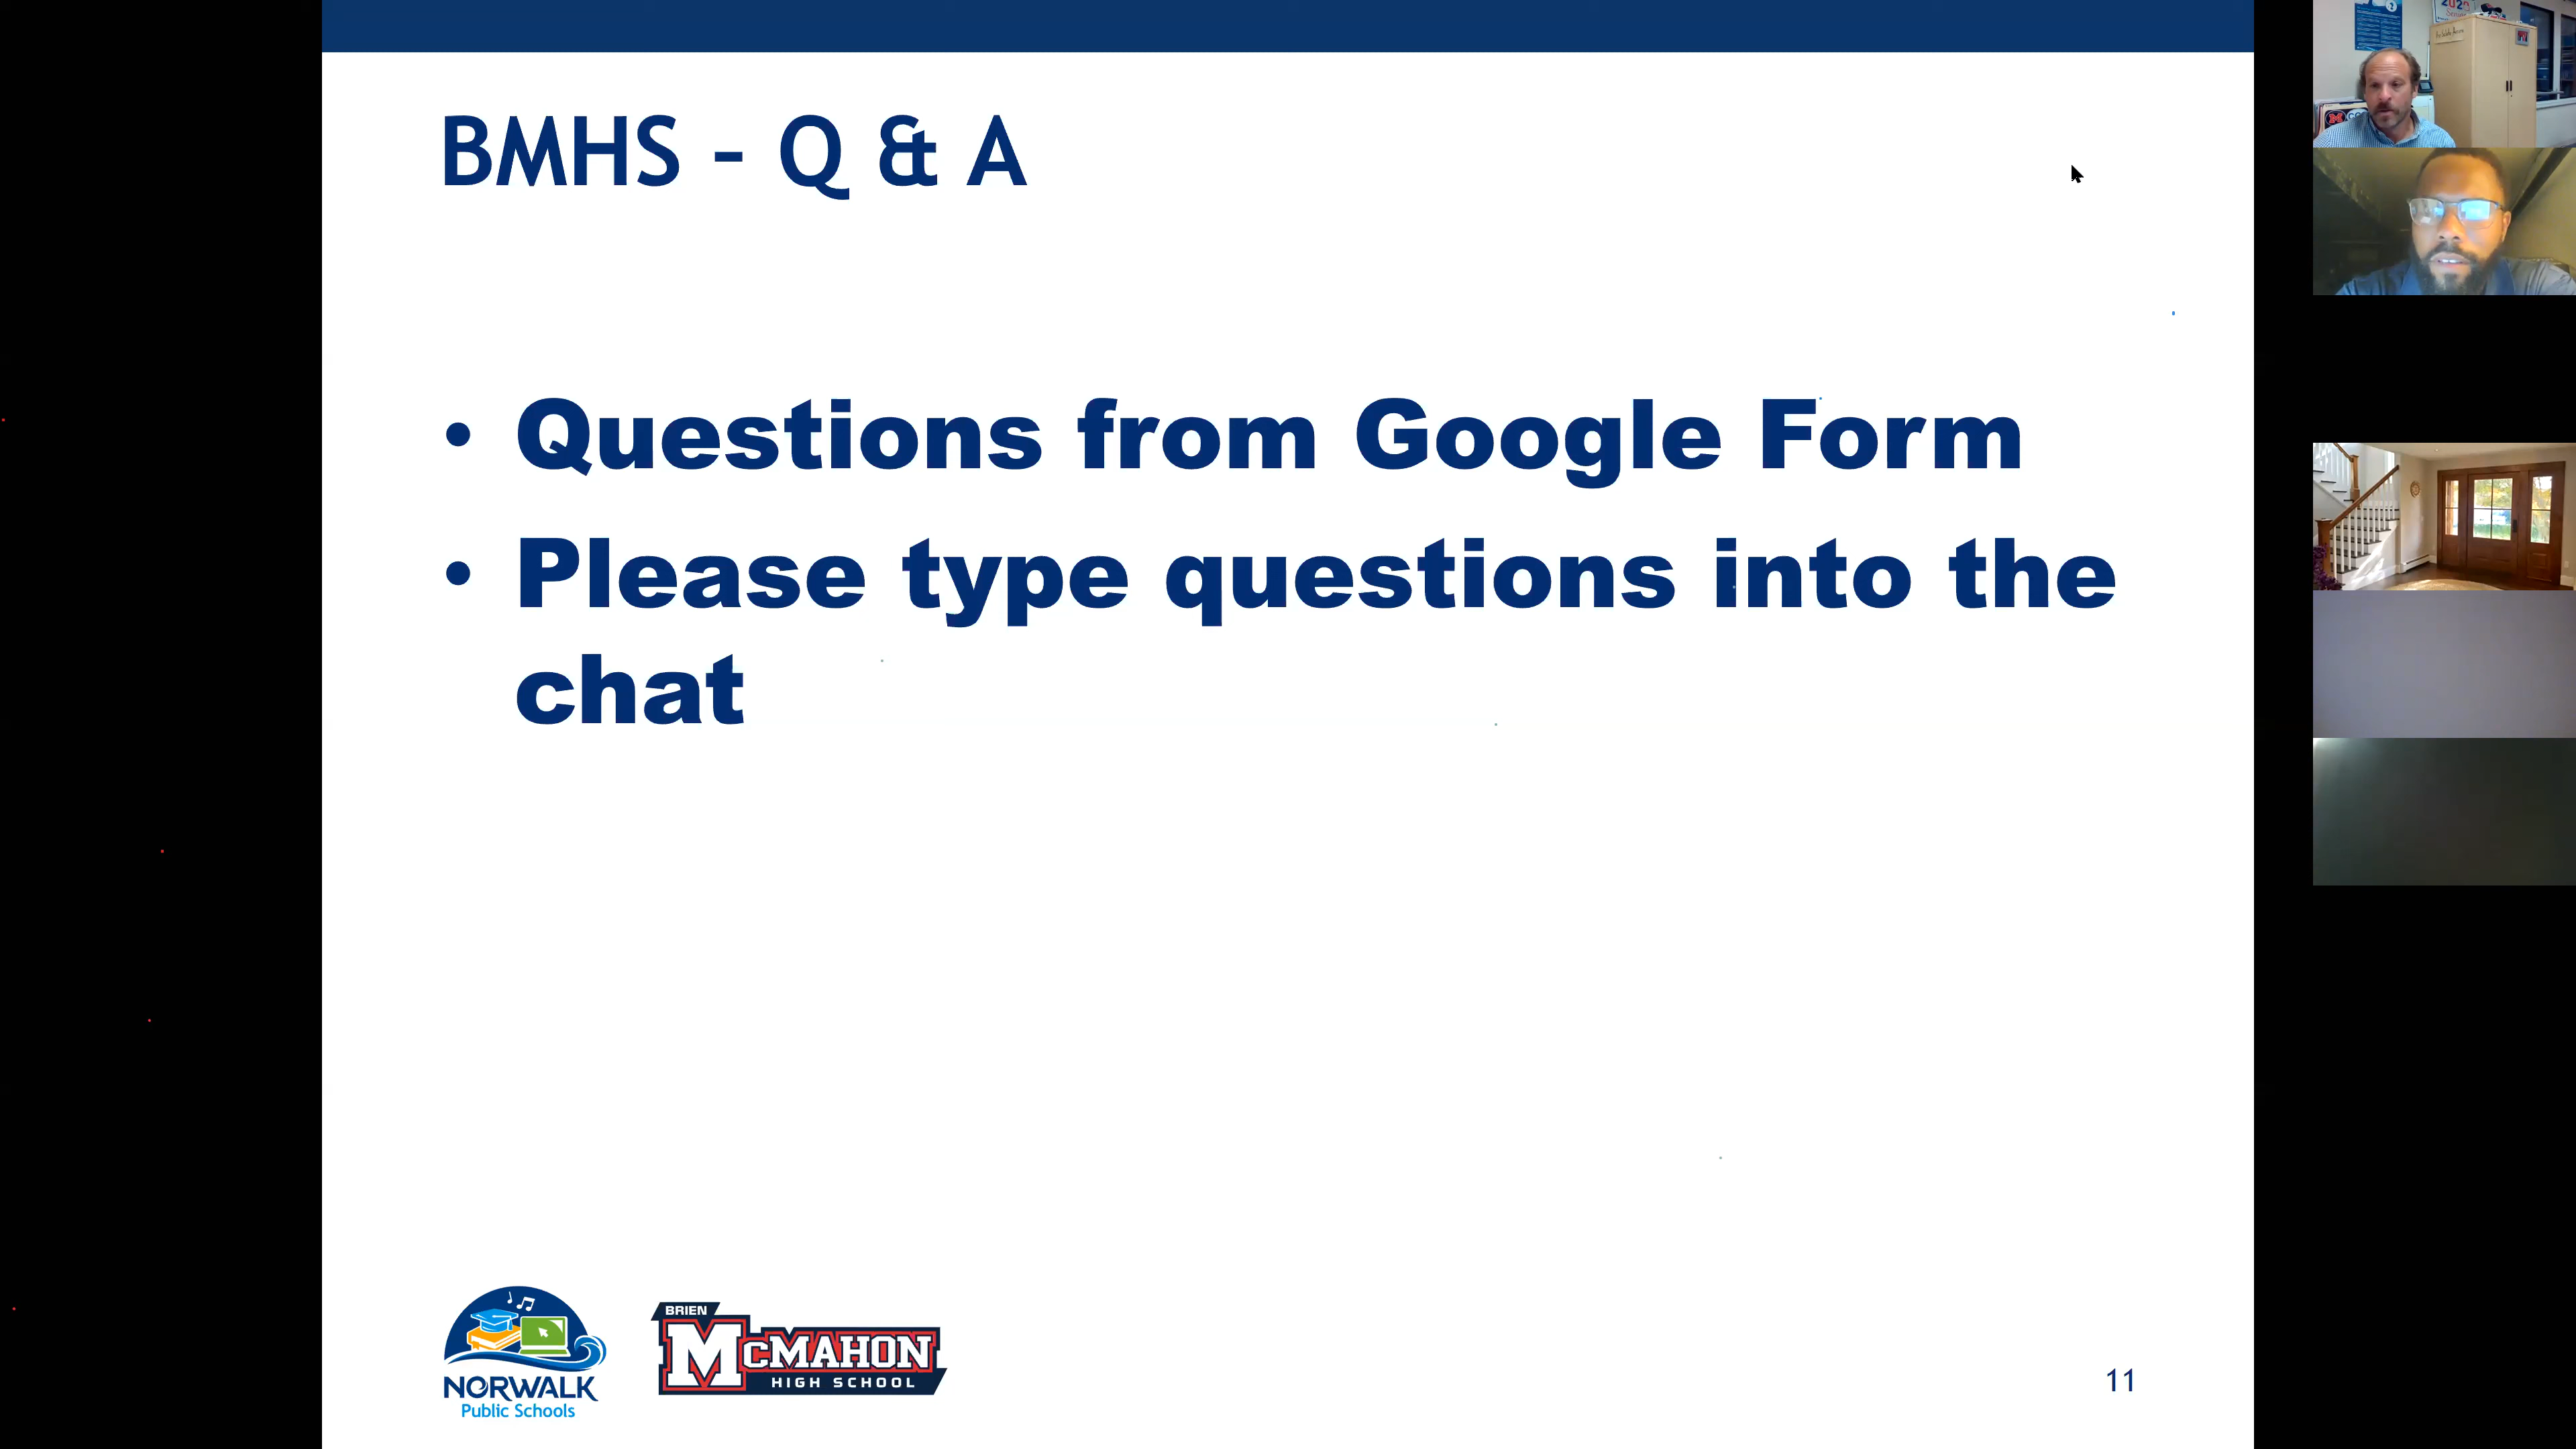 BMHS - Q & A
• Questions from Google Form
• Please type questions into the
chat
NORWALK
Public Schools
BRIEN
MCMAHON
HIGH SCHOOL
11
2020